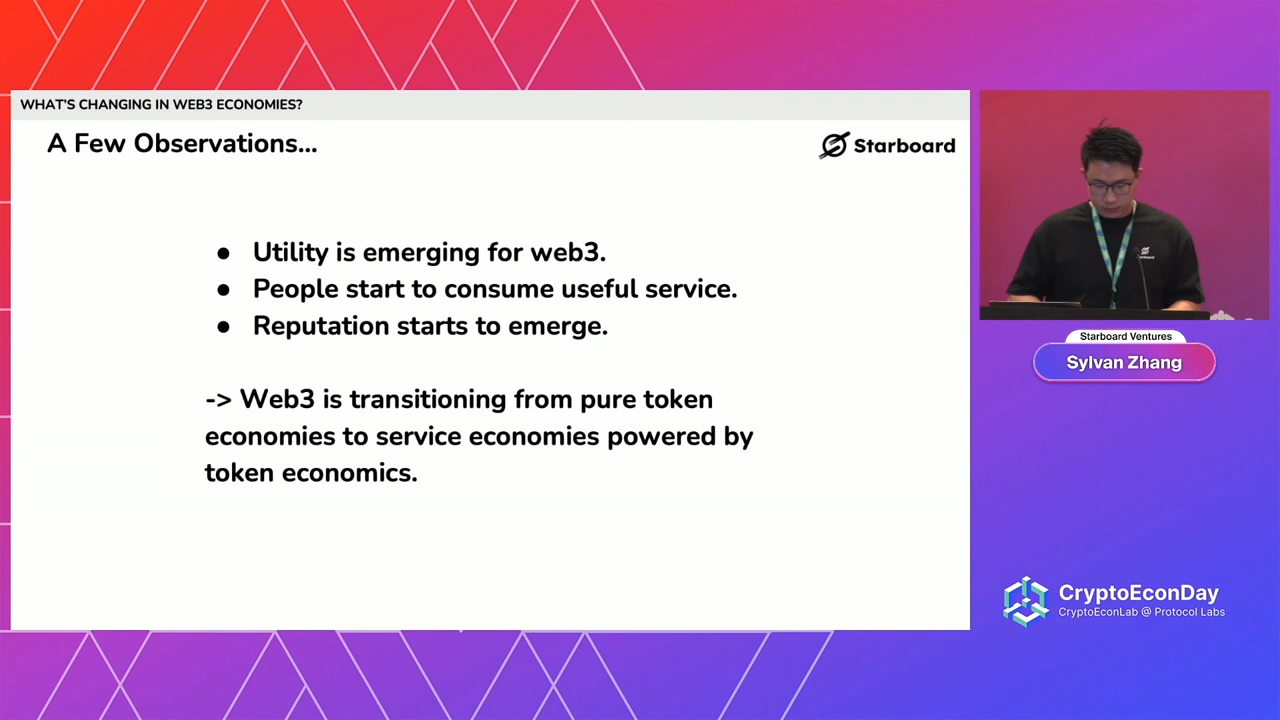 WHAT'S CHANGING IN WEB3 ECONOMIES?
A Few Observations...
Starboard
● Utility is emerging for web3.
● People start to consume useful service.
● Reputation starts to emerge.
-> Web3 is transitioning from pure token
economies to service economies powered by
token economics.
Starboard Ventures
Sylvan Zhang
CryptoEconDay
CryptoEconLab @ Protocol Labs